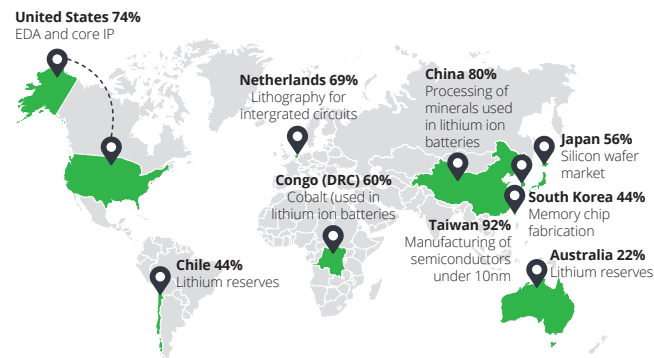 United States 74%
EDA and core IP
Netherlands 69%
Lithography for
intergrated circuits
China 80%
Processing of
minerals used
in lithium ion
batteries
Japan 56%
Silicon wafer
market
Congo (DRC) 60%
Cobalt (used in
lithium ion batteries
South Korea 44%
Memory chip
fabrication
Taiwan 92%
Manufacturing of
semiconductors
under 10nm
Chile 44%
Lithium reserves
Australia 22%
Lithium reserves